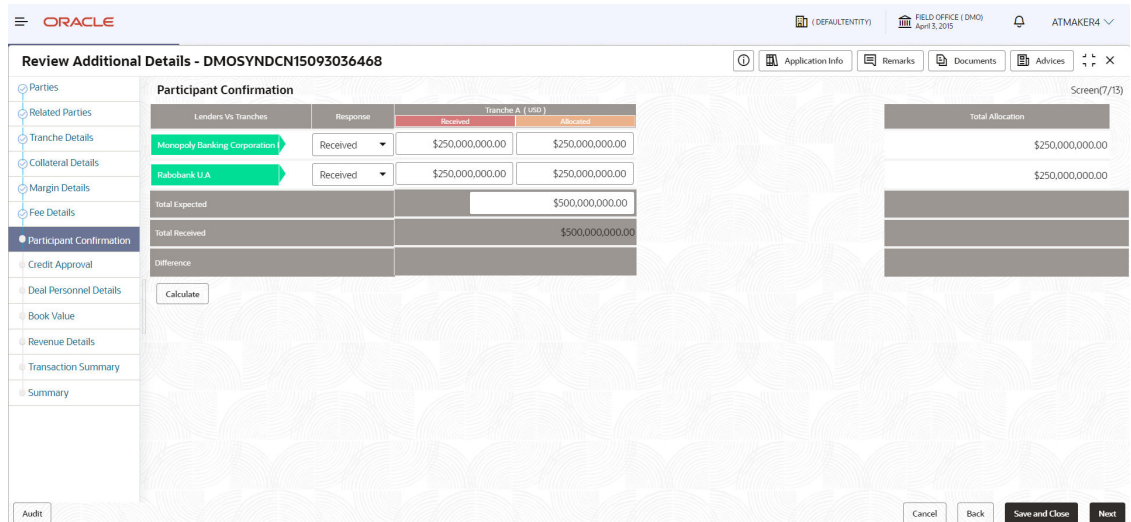 ORACLE
( DEFAULTENTITY)
FIELD OFFICE ( DMO)
April 3, 2015
ATMAKER4
Review Additional Details - DMOSYNDCN15093036468
Application Info
Remarks
Documents
Advices
Parties
Related Parties
Tranche Details
Collateral Details
Margin Details
Fee Details
Participant Confirmation
Credit Approval
Deal Personnel Details
Book Value
Revenue Details
Transaction Summary
Summary
Participant Confirmation
Screen(7/13)
Lenders Vs Tranches Response Tranche A ( USD ) Total Allocation
Received Allocated
Monopoly Banking Corporation Received $250,000,000.00 $250,000,000.00 $250,000,000.00
Rabobank U.A Received $250,000,000.00 $250,000,000.00 $250,000,000.00
Total Expected $500,000,000.00
Total Received $500,000,000.00
Difference
Calculate
Audit
Cancel
Back
Save and Close
Next